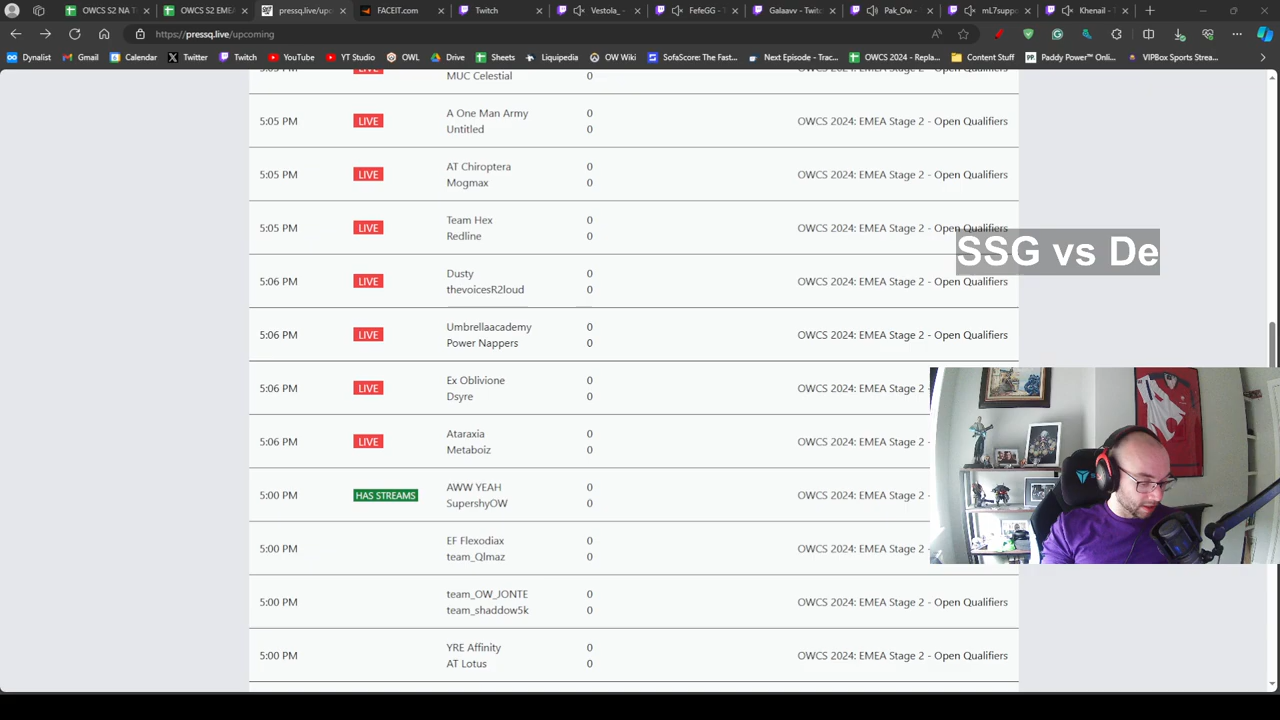 OWCS S2 NA T
OWCS S2 EMEA
pressq.live/upco
FACEIT.com
Twitch
Vestola_ -
FefeGG - T
Galaavv - Twitc
Pak_Ow -
mL7suppo
Khenail - T
https://pressq.live/upcoming
Dynalist
Gmail
Calendar
Twitter
Twitch
YouTube
YT Studio
OWL
Drive
Sheets
Liquipedia
OW Wiki
SofaScore: The Fast...
Next Episode - Trac...
OWCS 2024 - Repla...
Content Stuff
Paddy Power™ Onli...
VIPBox Sports Strea...
MUC Celestial 0
5:05 PM LIVE A One Man Army 0 OWCS 2024: EMEA Stage 2 - Open Qualifiers
Untitled 0
5:05 PM LIVE AT Chiroptera 0 OWCS 2024: EMEA Stage 2 - Open Qualifiers
Mogmax 0
5:05 PM LIVE Team Hex 0 OWCS 2024: EMEA Stage 2 - Open Qualifiers
Redline 0
SSG vs De
5:06 PM LIVE Dusty 0 OWCS 2024: EMEA Stage 2 - Open Qualifiers
thevoicesR2loud 0
5:06 PM LIVE Umbrellaacademy 0 OWCS 2024: EMEA Stage 2 - Open Qualifiers
Power Nappers 0
5:06 PM LIVE Ex Oblivione 0 OWCS 2024: EMEA Stage 2 -
Dsyre 0
5:06 PM LIVE Ataraxia 0 OWCS 2024: EMEA Stage 2 -
Metaboiz 0
5:00 PM HAS STREAMS AWW YEAH 0 OWCS 2024: EMEA Stage 2 -
SupershyOW 0
5:00 PM EF Flexodiax 0 OWCS 2024: EMEA Stage 2 -
team_Qlmaz 0
5:00 PM team_OW_JONTE 0 OWCS 2024: EMEA Stage 2 - Open Qualifiers
team_shaddow5k 0
5:00 PM YRE Affinity 0 OWCS 2024: EMEA Stage 2 - Open Qualifiers
AT Lotus 0